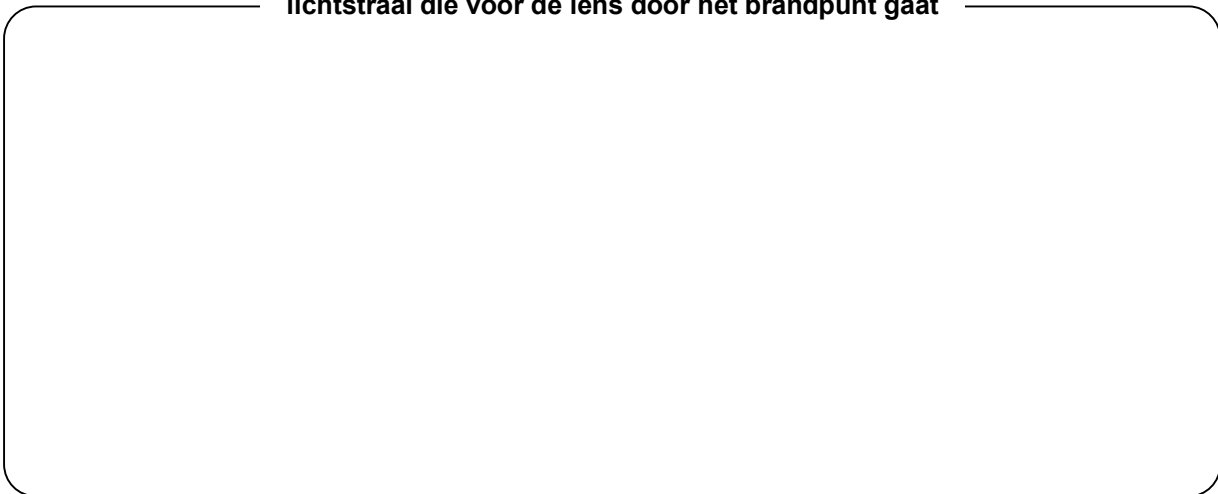 lichtstraal die voor de lens door het brandpunt gaat